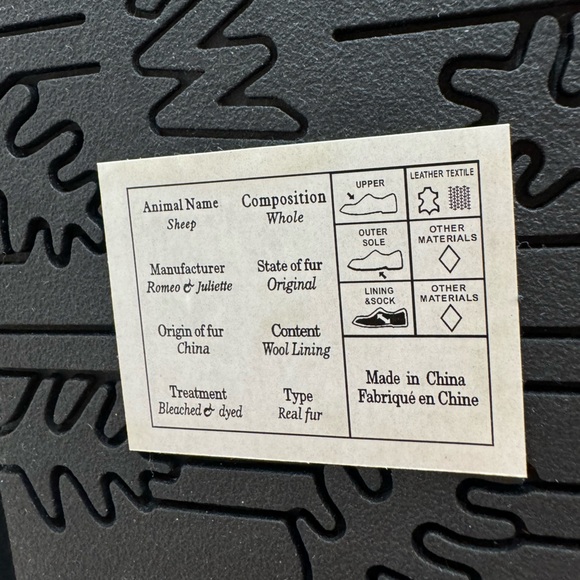 Animal Name
Sheep
Composition
Whole
Manufacturer
Romeo & Juliette
State of fur
Original
Origin of fur
China
Content
Wool Lining
Treatment
Bleached & dyed
Type
Real fur
UPPER
LEATHER TEXTILE
OUTER
SOLE
OTHER
MATERIALS
LINING
&SOCK
OTHER
MATERIALS
Made in China
Fabriqué en Chine